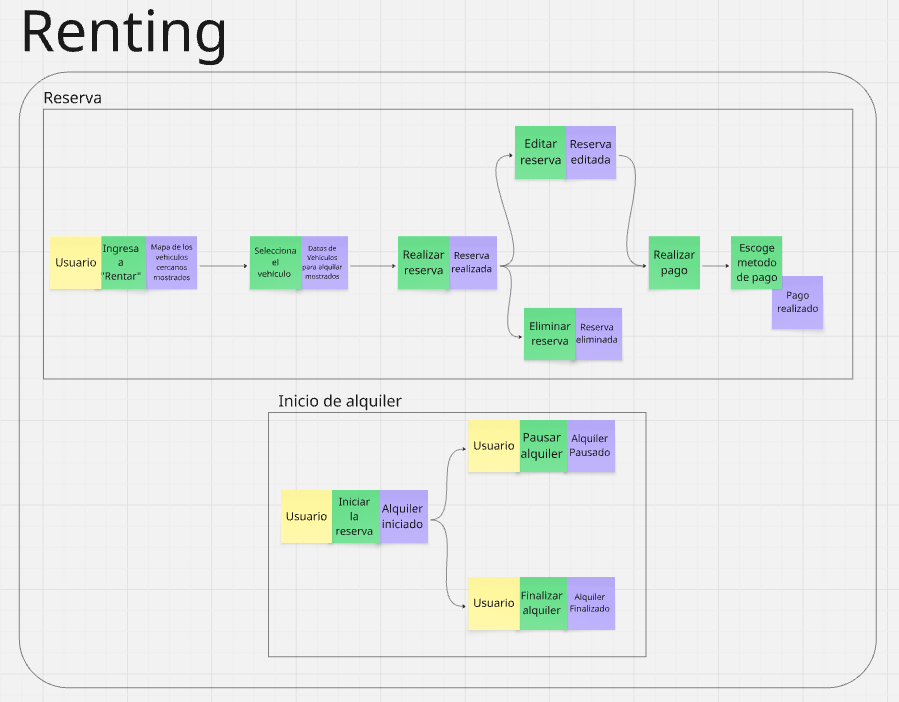 Renting
Reserva
Editar
reserva
Reserva
editada
Usuario
Ingresa
a
"Rentar"
Mapa de los
vehiculos
cercanos
mostrados
Selecciona
el
vehículo
Datos de
Vehículos
para alquilar
mostrados
Realizar
reserva
Reserva
realizada
Realizar
pago
Escoge
metodo
de pago
Pago
realizado
Eliminar
reserva
Reserva
eliminada
Inicio de alquiler
Usuario
Pausar
alquiler
Alquiler
Pausado
Usuario
Iniciar
la
reserva
Alquiler
iniciado
Usuario
Finalizar
alquiler
Alquiler
Finalizado